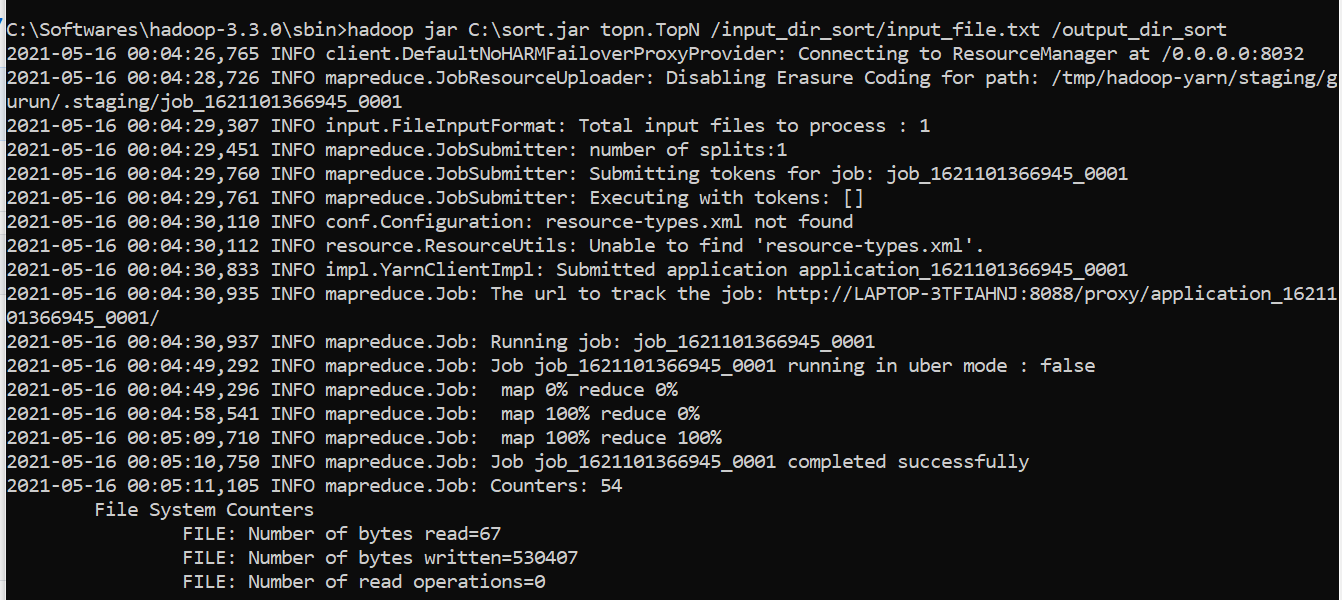 C:\Softwares\hadoop-3.3.0\sbin>hadoop jar C:\sort.jar topn.TopN /input_dir_sort/input_file.txt /output_dir_sort
2021-05-16 00:04:26,765 INFO client.DefaultNoHARMFailoverProxyProvider: Connecting to ResourceManager at /0.0.0.0:8032
2021-05-16 00:04:28,726 INFO mapreduce.JobResourceUploader: Disabling Erasure Coding for path: /tmp/hadoop-yarn/staging/g
urun/.staging/job_1621101366945_0001
2021-05-16 00:04:29,307 INFO input.FileInputFormat: Total input files to process : 1
2021-05-16 00:04:29,451 INFO mapreduce.JobSubmitter: number of splits:1
2021-05-16 00:04:29,760 INFO mapreduce.JobSubmitter: Submitting tokens for job: job_1621101366945_0001
2021-05-16 00:04:29,761 INFO mapreduce.JobSubmitter: Executing with tokens: []
2021-05-16 00:04:30,110 INFO conf.Configuration: resource-types.xml not found
2021-05-16 00:04:30,112 INFO resource.ResourceUtils: Unable to find 'resource-types.xml'.
2021-05-16 00:04:30,833 INFO impl.YarnClientImpl: Submitted application application_1621101366945_0001
2021-05-16 00:04:30,935 INFO mapreduce.Job: The url to track the job: http://LAPTOP-3TFIAHNJ:8088/proxy/application_16211
01366945_0001/
2021-05-16 00:04:30,937 INFO mapreduce.Job: Running job: job_1621101366945_0001
2021-05-16 00:04:49,292 INFO mapreduce.Job: Job job_1621101366945_0001 running in uber mode : false
2021-05-16 00:04:49,296 INFO mapreduce.Job:  map 0% reduce 0%
2021-05-16 00:04:58,541 INFO mapreduce.Job:  map 100% reduce 0%
2021-05-16 00:05:09,710 INFO mapreduce.Job:  map 100% reduce 100%
2021-05-16 00:05:10,750 INFO mapreduce.Job: Job job_1621101366945_0001 completed successfully
2021-05-16 00:05:11,105 INFO mapreduce.Job: Counters: 54
File System Counters
FILE: Number of bytes read=67
FILE: Number of bytes written=530407
FILE: Number of read operations=0